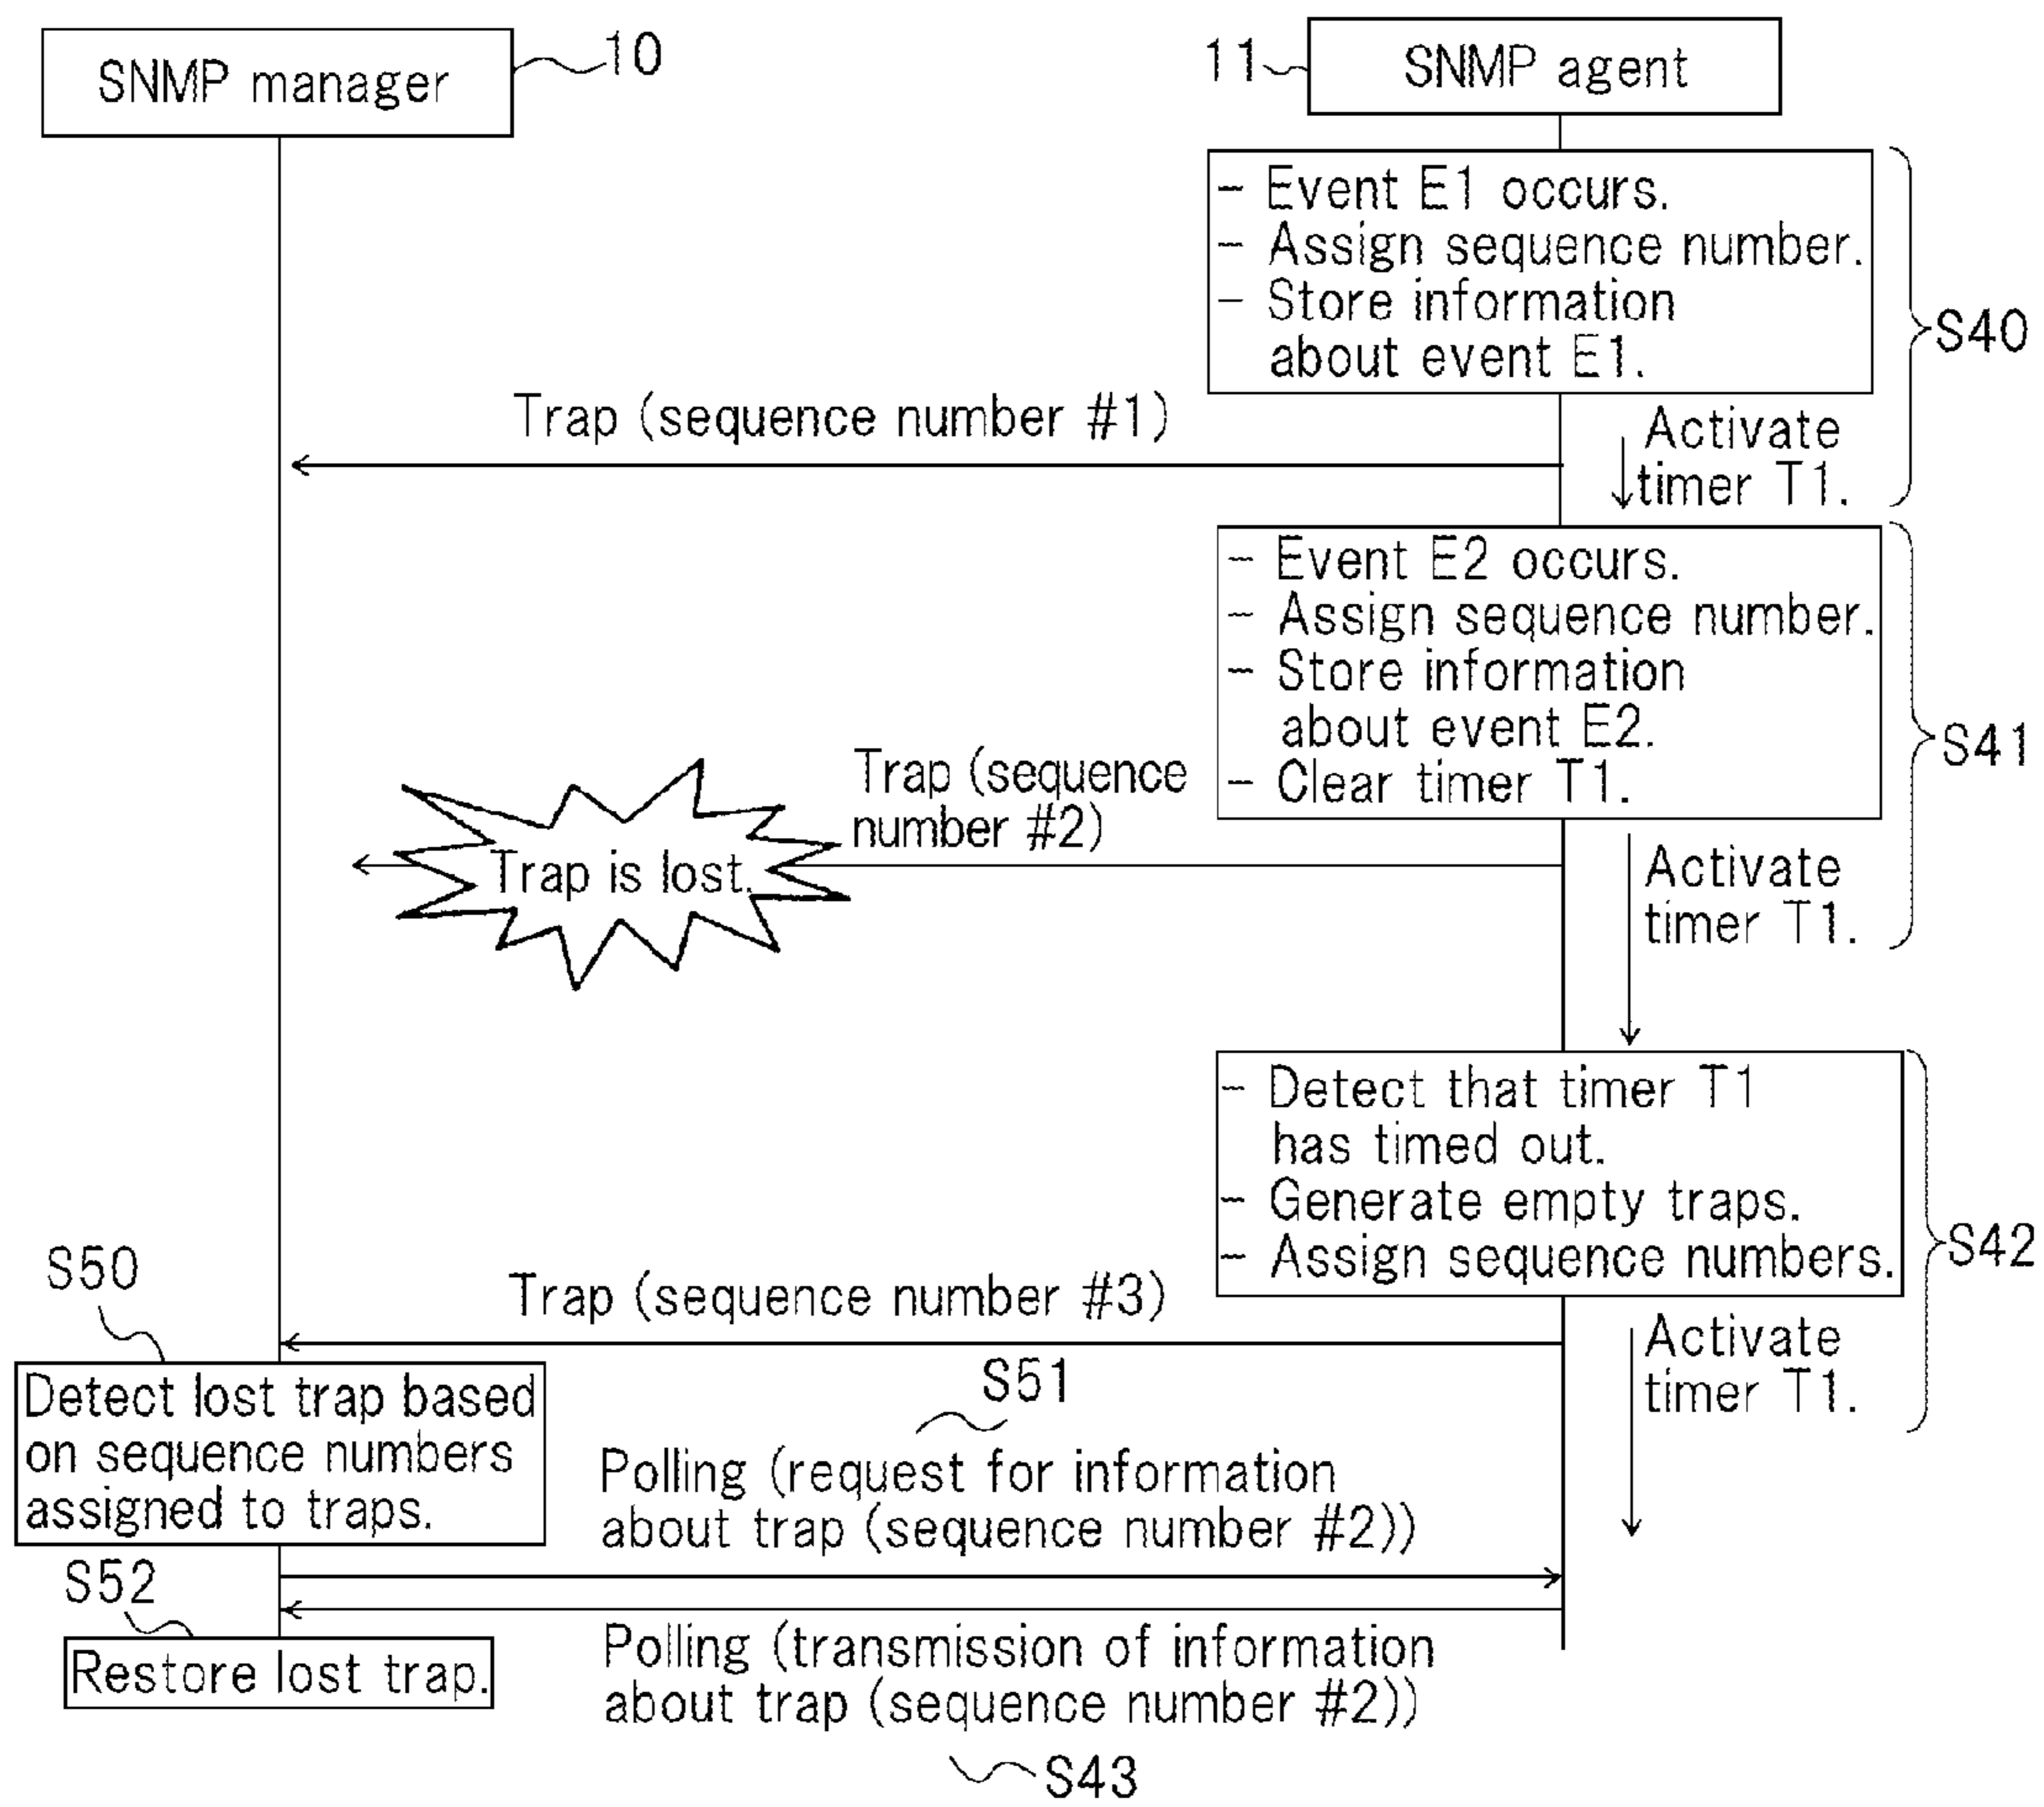 SNMP manager
10
11
SNMP agent
- Event E1 occurs.
- Assign sequence number.
- Store information
about event E1.
S40
Trap (sequence number #1)
Activate
timer T1.
- Event E2 occurs.
- Assign sequence number.
- Store information
about event E2.
- Clear timer T1.
S41
Trap (sequence
number #2)
Trap is lost.
Activate
timer T1.
- Detect that timer T1
has timed out.
- Generate empty traps.
- Assign sequence numbers.
S42
S50
Trap (sequence number #3)
Activate
timer T1.
Detect lost trap based
on sequence numbers
assigned to traps.
S51
Polling (request for information
about trap (sequence number #2))
S52
Restore lost trap.
Polling (transmission of information
about trap (sequence number #2))
S43